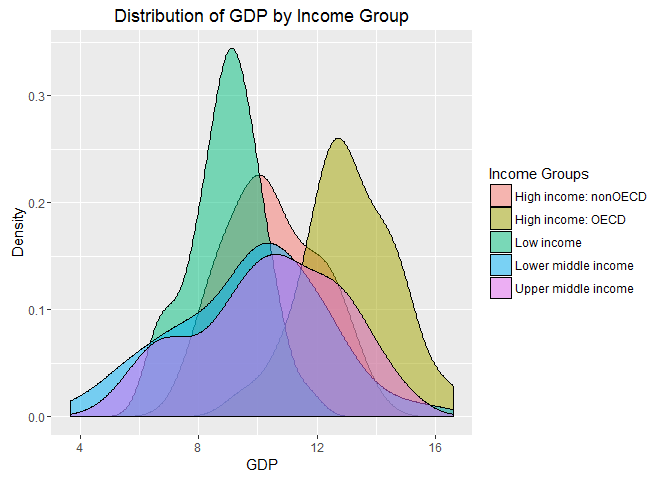 Distribution of GDP by Income Group
0.3
0.2
0.1
0.0
Density
4 8 12 16
GDP
Income Groups
High income: nonOECD
High income: OECD
Low income
Lower middle income
Upper middle income